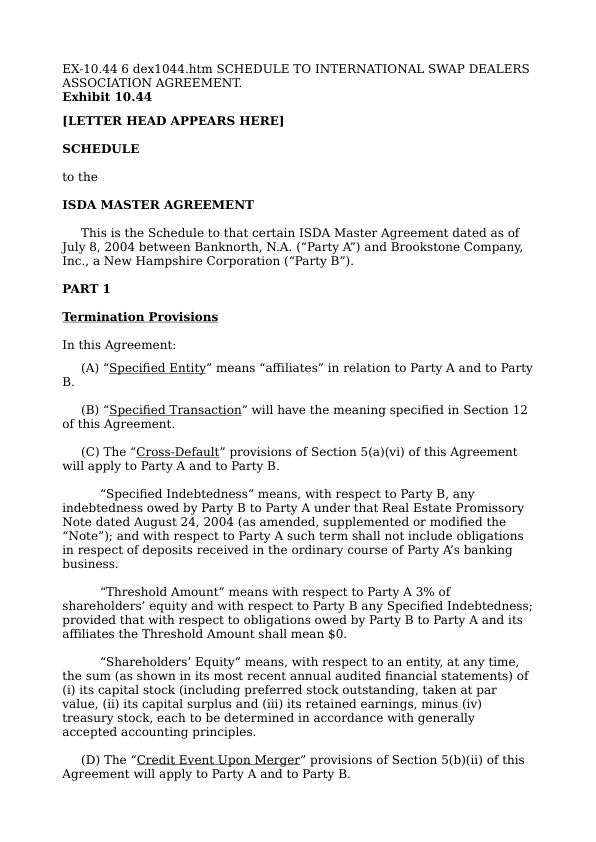 EX-10.44 6 dex1044.htm SCHEDULE TO INTERNATIONAL SWAP DEALERS
ASSOCIATION AGREEMENT.
Exhibit 10.44
[LETTER HEAD APPEARS HERE]
SCHEDULE
to the
ISDA MASTER AGREEMENT
This is the Schedule to that certain ISDA Master Agreement dated as of
July 8, 2004 between Banknorth, N.A. (“Party A”) and Brookstone Company,
Inc., a New Hampshire Corporation (“Party B”).
PART 1
Termination Provisions
In this Agreement:
(A) “Specified Entity” means “affiliates” in relation to Party A and to Party
B.
(B) “Specified Transaction” will have the meaning specified in Section 12
of this Agreement.
(C) The “Cross-Default” provisions of Section 5(a)(vi) of this Agreement
will apply to Party A and to Party B.
“Specified Indebtedness” means, with respect to Party B, any
indebtedness owed by Party B to Party A under that Real Estate Promissory
Note dated August 24, 2004 (as amended, supplemented or modified the
“Note”); and with respect to Party A such term shall not include obligations
in respect of deposits received in the ordinary course of Party A’s banking
business.
“Threshold Amount” means with respect to Party A 3% of
shareholders’ equity and with respect to Party B any Specified Indebtedness;
provided that with respect to obligations owed by Party B to Party A and its
affiliates the Threshold Amount shall mean $0.
“Shareholders’ Equity” means, with respect to an entity, at any time,
the sum (as shown in its most recent annual audited financial statements) of
(i) its capital stock (including preferred stock outstanding, taken at par
value, (ii) its capital surplus and (iii) its retained earnings, minus (iv)
treasury stock, each to be determined in accordance with generally
accepted accounting principles.
(D) The “Credit Event Upon Merger” provisions of Section 5(b)(ii) of this
Agreement will apply to Party A and to Party B.